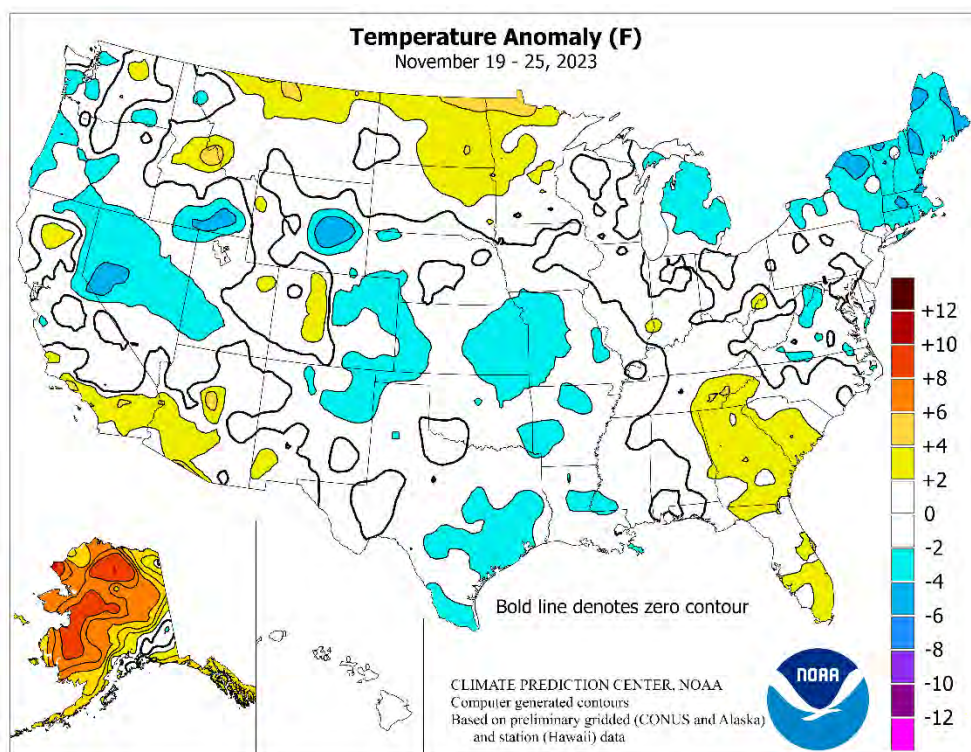 Temperature Anomaly (F)
November 19 - 25, 2023
+12
+10
+8
+6
+4
+2
0
-2
-4
-6
-8
-10
-12
Bold line denotes zero contour
CLIMATE PREDICTION CENTER, NOAA
Computer generated contours
Based on preliminary gridded (CONUS and Alaska)
and station (Hawaii) data
NOAA